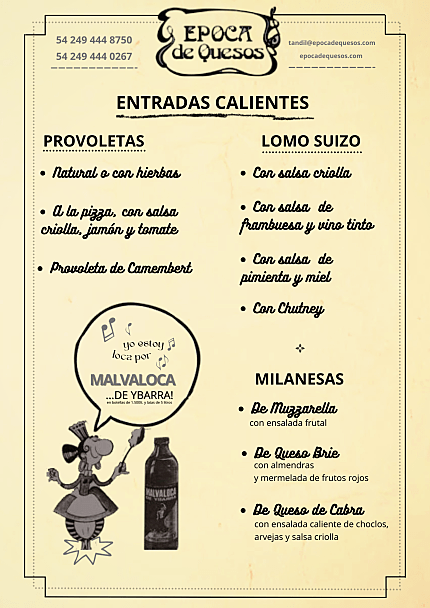 EPOCA
de Quesos
54 249 444 8750
54 249 444 0267
tandil@epocadequesos.com
epocadequesos.com
ENTRADAS CALIENTES
PROVOLETAS
• Natural o con hierbas
• A la pizza, con salsa
criolla, jamón y tomate
• Provoleta de Camembert
yo estoy
loca por
MALVALOCA
...DE YBARRA!
MALVALOCA
LOMO SUIZO
• Con salsa criolla
• Con salsa de
frambuesa y vino tinto
• Con salsa de
pimienta y miel
• Con Chutney
MILANESAS
• De Muzzarella
con ensalada frutal
• De Queso Brie
con almendras
y mermelada de frutos rojos
• De Queso de Cabra
con ensalada caliente de choclos,
arvejas y salsa criolla